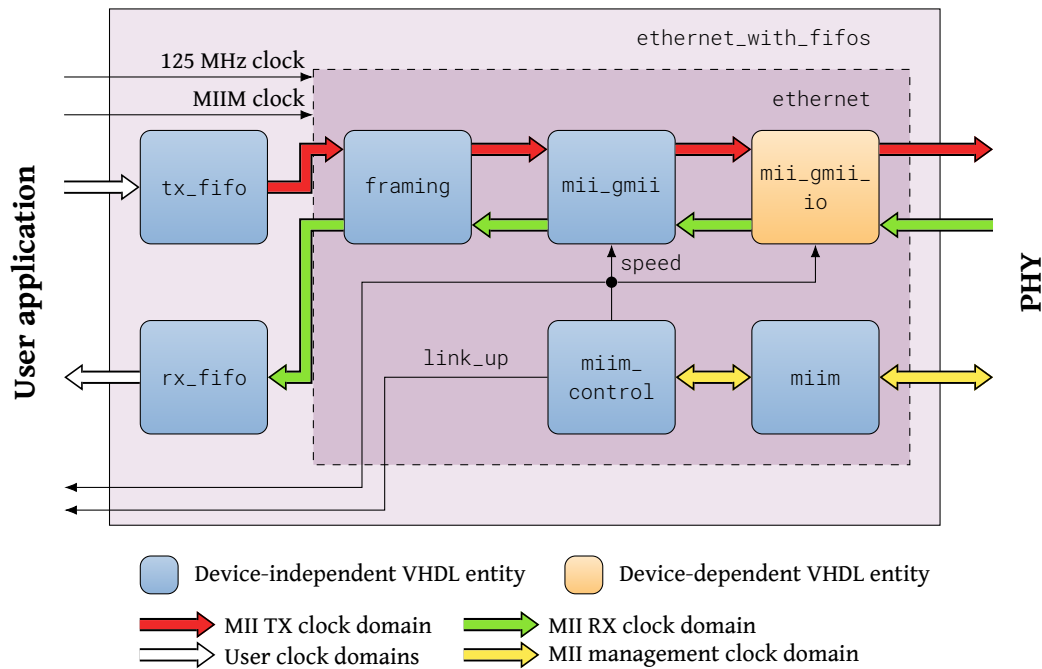 ethernet_with_fifos
125 MHz clock
MIIM clock
ethernet
User application
tx_fifo
framing
mii_gmii
mii_gmii_
io
speed
PHY
rx_fifo
link_up
miim_
control
miim
Device-independent VHDL entity
Device-dependent VHDL entity
MII TX clock domain
MII RX clock domain
User clock domains
MII management clock domain